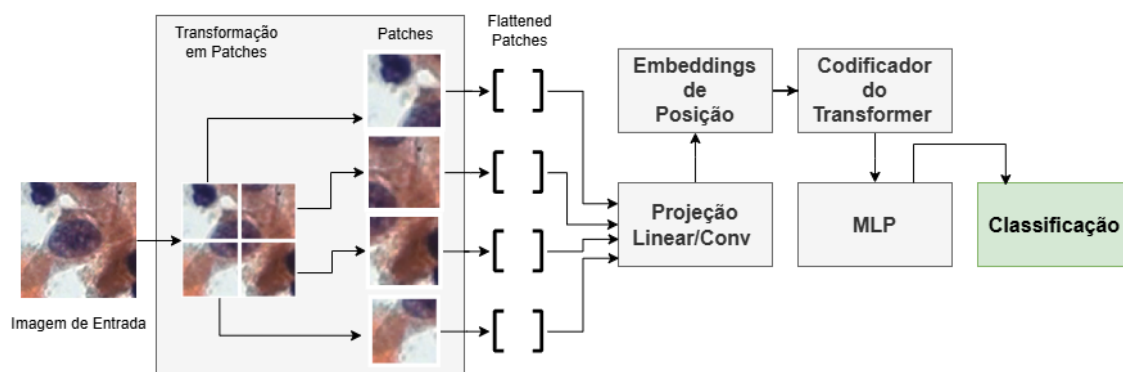 Transformação
em Patches
Patches
Flattened
Patches
Imagem de Entrada
Embeddings
de
Posição
Codificador
do
Transformer
Projeção
Linear/Conv
MLP
Classificação